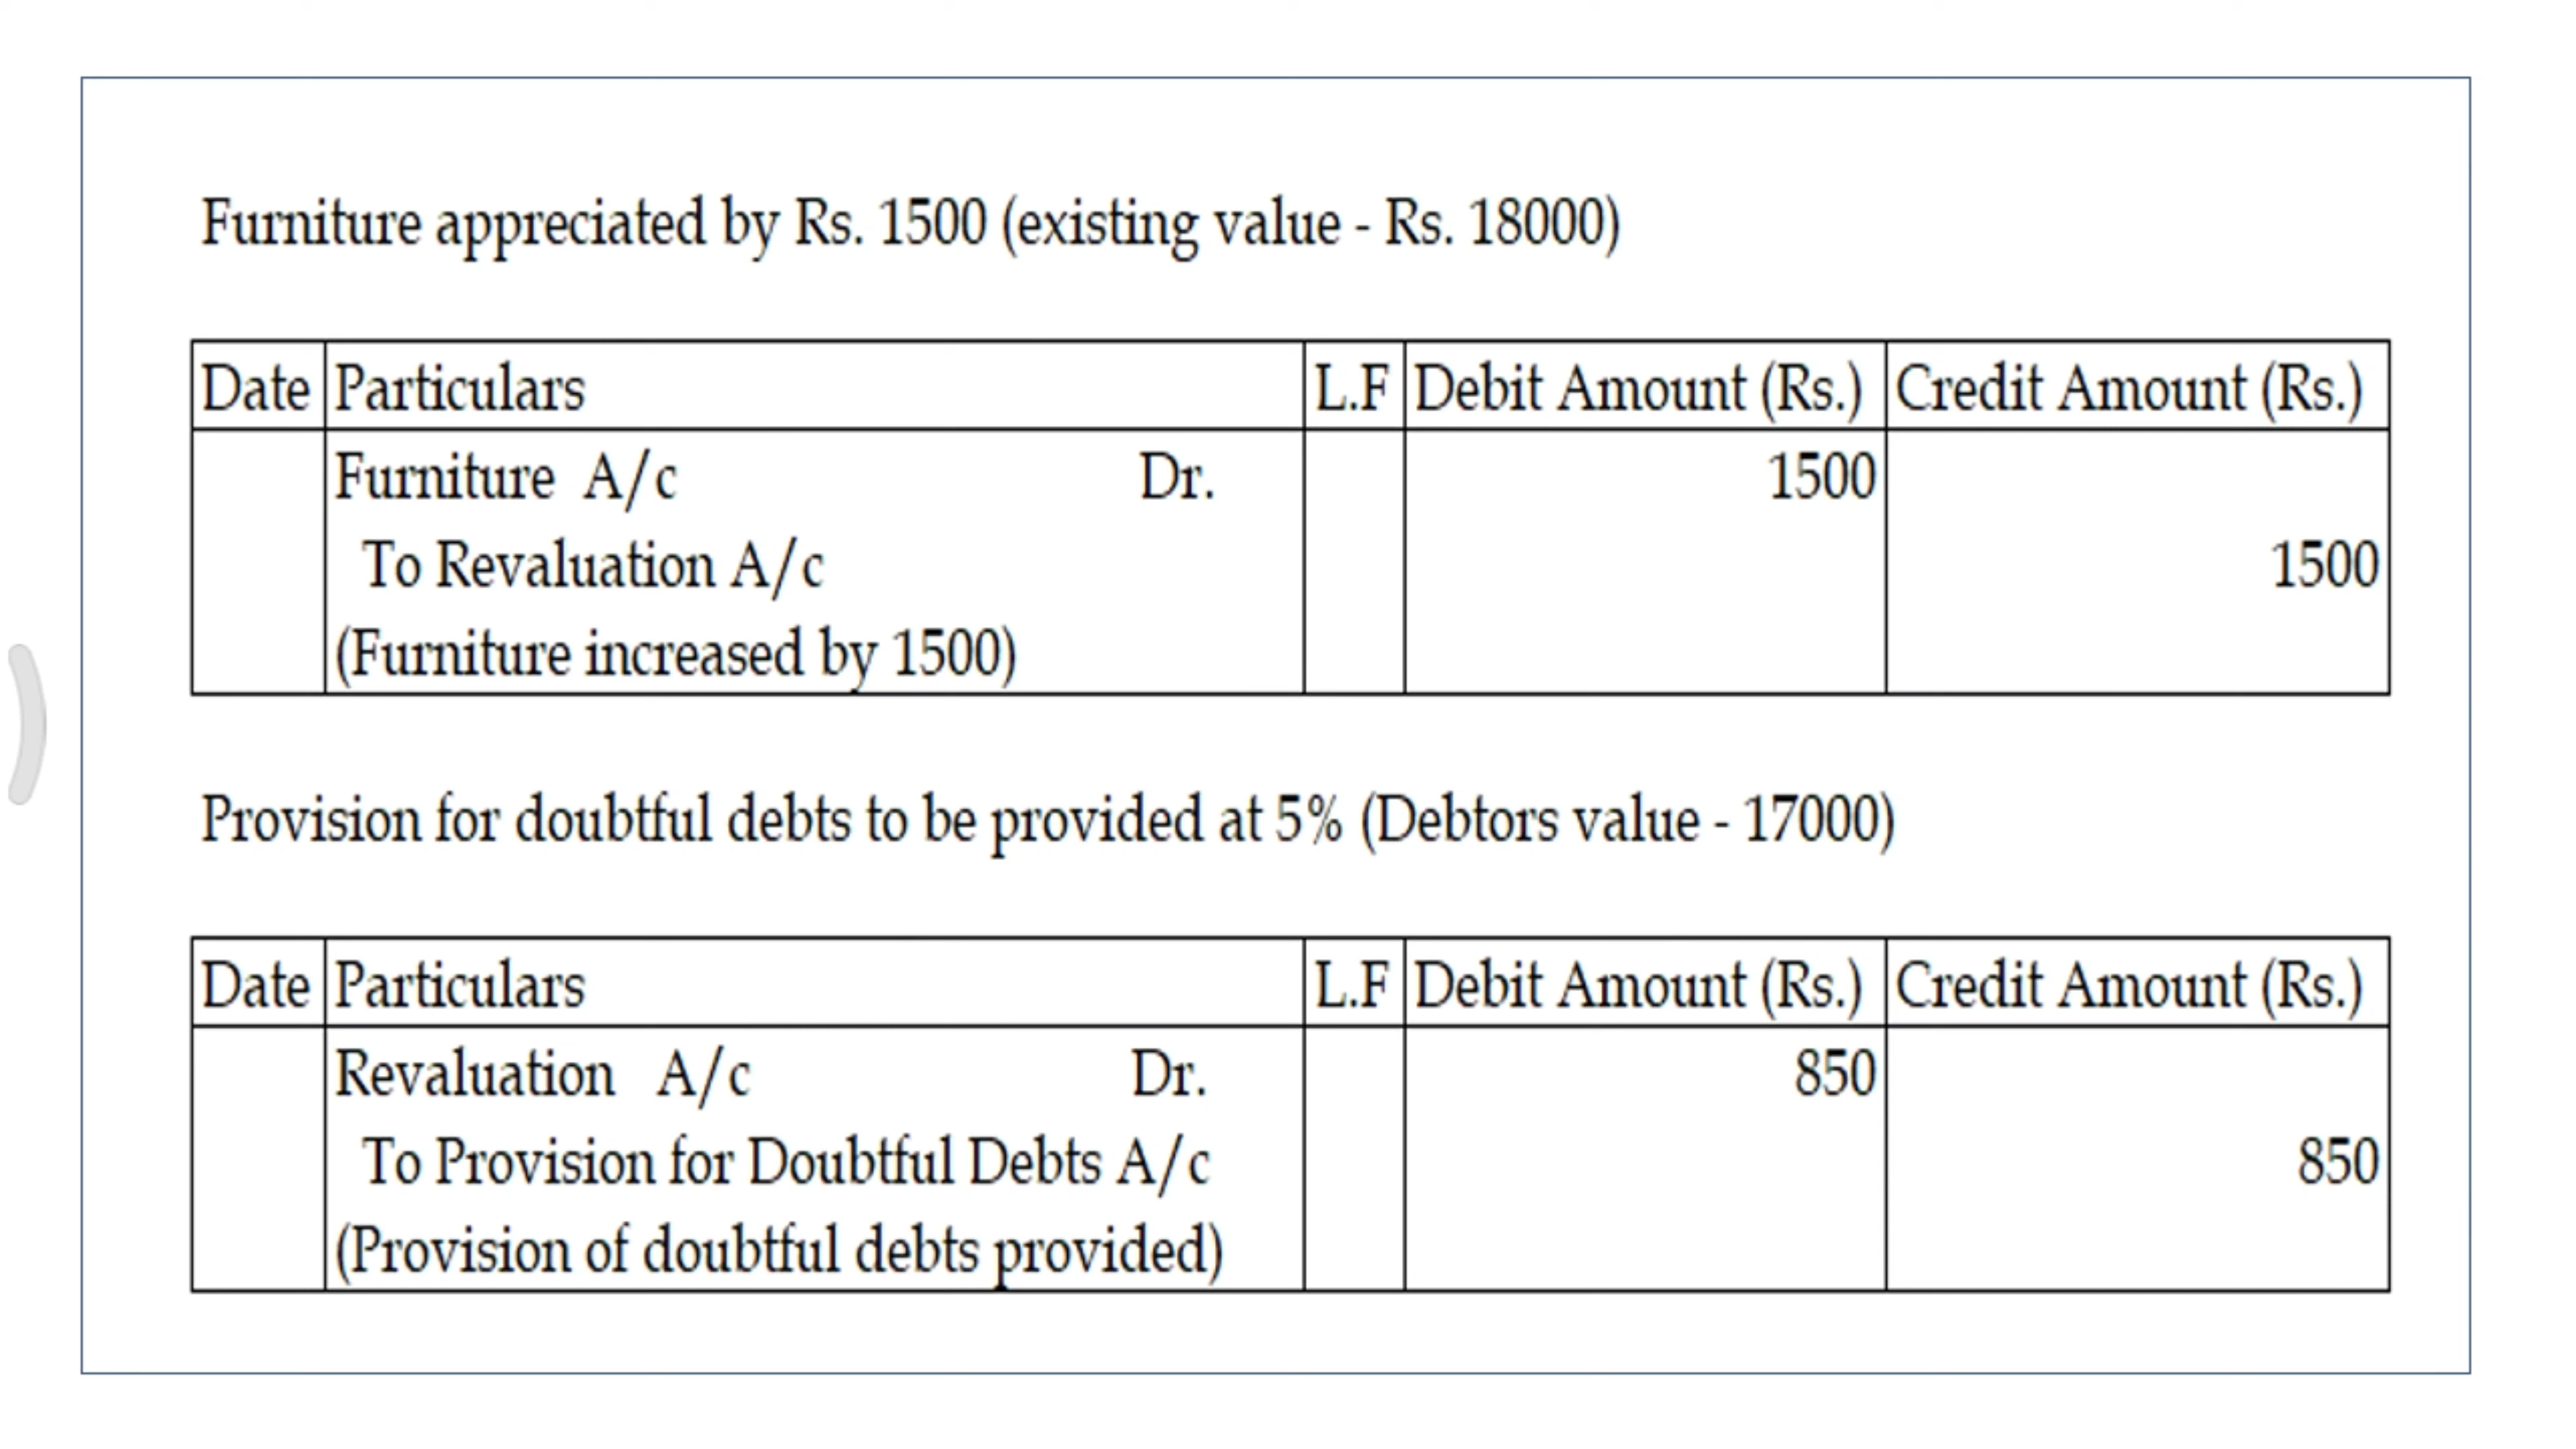 Furniture appreciated by Rs. 1500 (existing value - Rs. 18000)
Date Particulars L.F Debit Amount (Rs.) Credit Amount (Rs.)
Furniture A/c Dr. 1500
To Revaluation A/c 1500
(Furniture increased by 1500)
Provision for doubtful debts to be provided at 5% (Debtors value - 17000)
Date Particulars L.F Debit Amount (Rs.) Credit Amount (Rs.)
Revaluation A/c Dr. 850
To Provision for Doubtful Debts A/c 850
(Provision of doubtful debts provided)